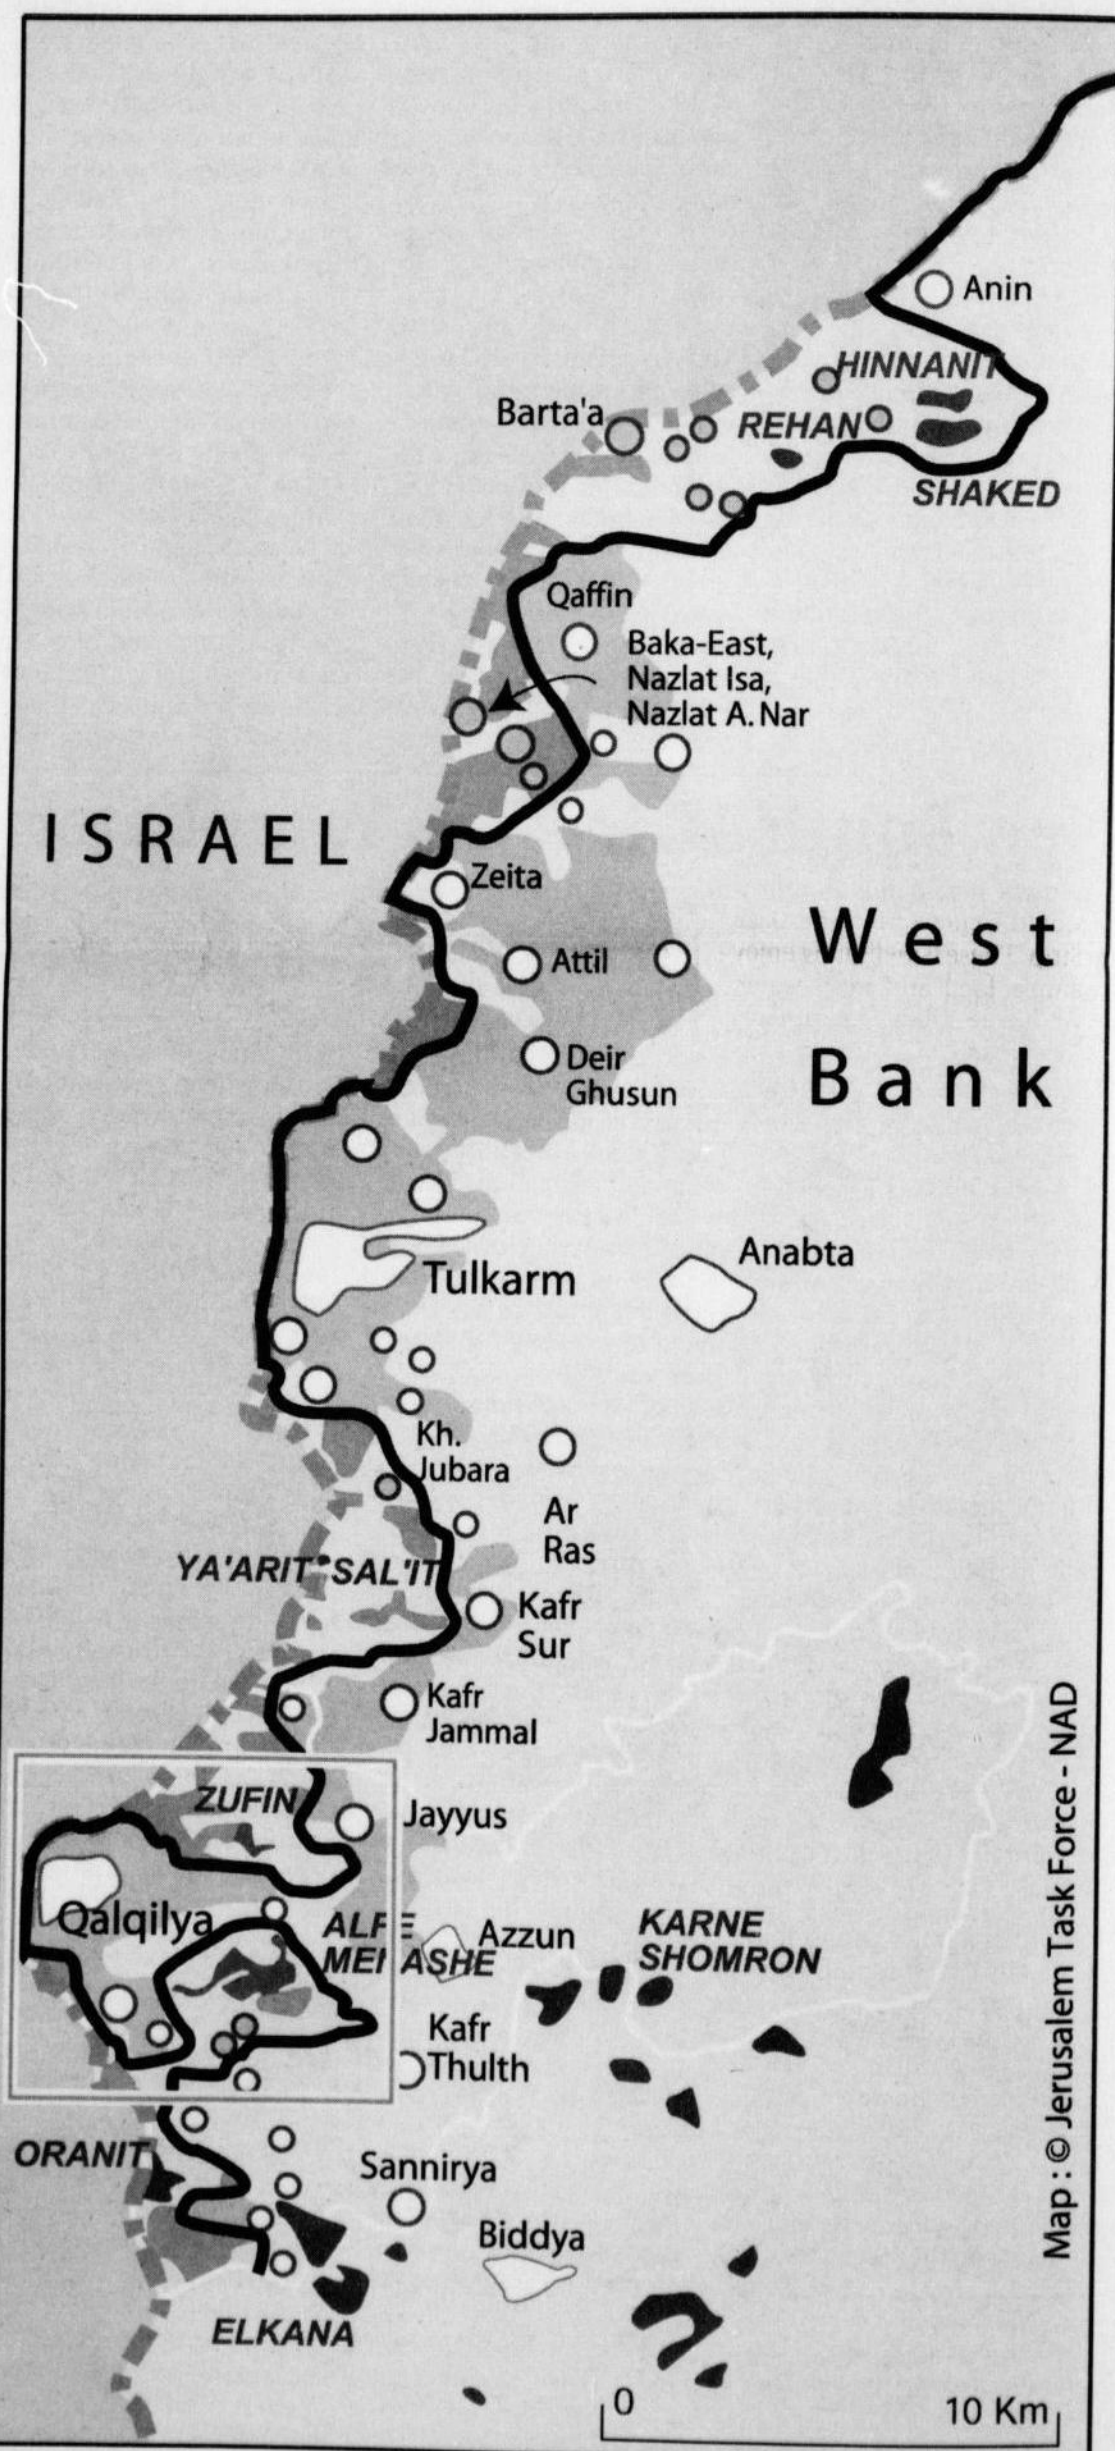 Anin
HINNANIT
Barta'a
REHAN
SHAKED
Qaffin
Baka-East,
Nazlat Isa,
Nazlat A. Nar
ISRAEL
Zeita
West
Attil
Deir
Ghusun
Bank
Anabta
Tulkarm
Kh.
Jubara
Ar
Ras
YA'ARIT SAL'IT
Kafr
Sur
Kafr
Jammal
ZUFIN
Jayyus
Qalqilya
ALFE
MENASHE
Azzun
KARNE
SHOMRON
Kafr
Thulth
ORANIT
Sannirya
Biddya
ELKANA
0 10 Km
Map : © Jerusalem Task Force - NAD